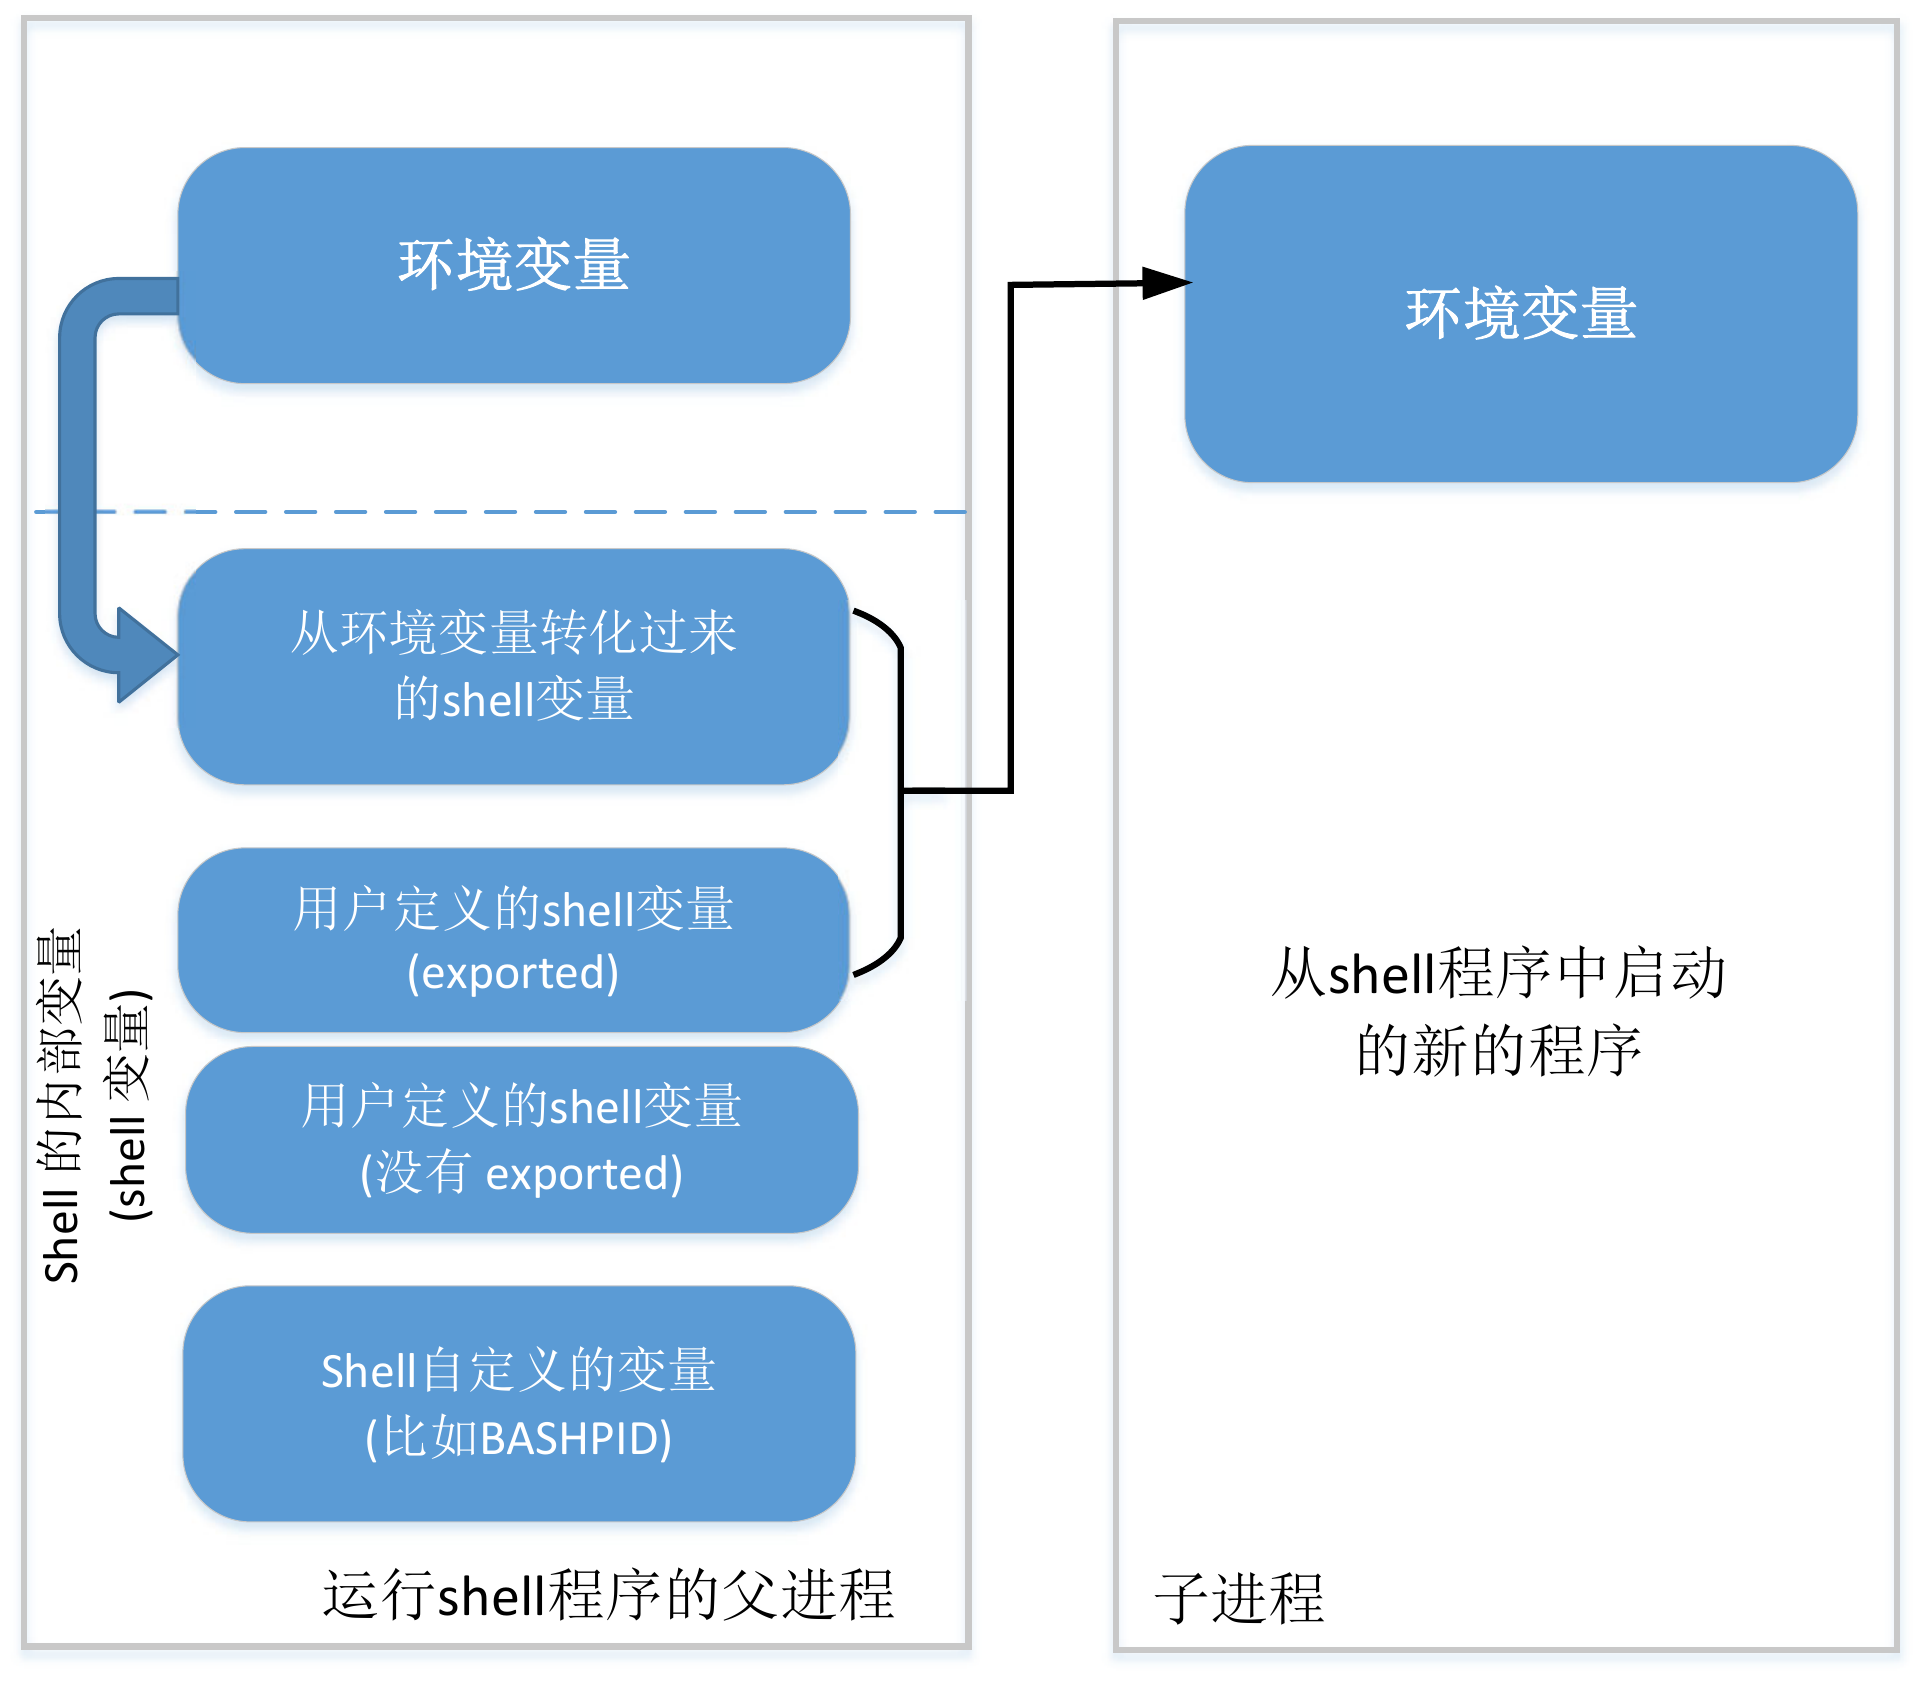 环境变量
从环境变量转化过来
的shell变量
用户定义的shell变量
(exported)
用户定义的shell变量
(没有 exported)
Shell自定义的变量
(比如BASHPID)
Shell 的内部变量
(shell 变量)
运行shell程序的父进程
环境变量
从shell程序中启动
的新的程序
子进程